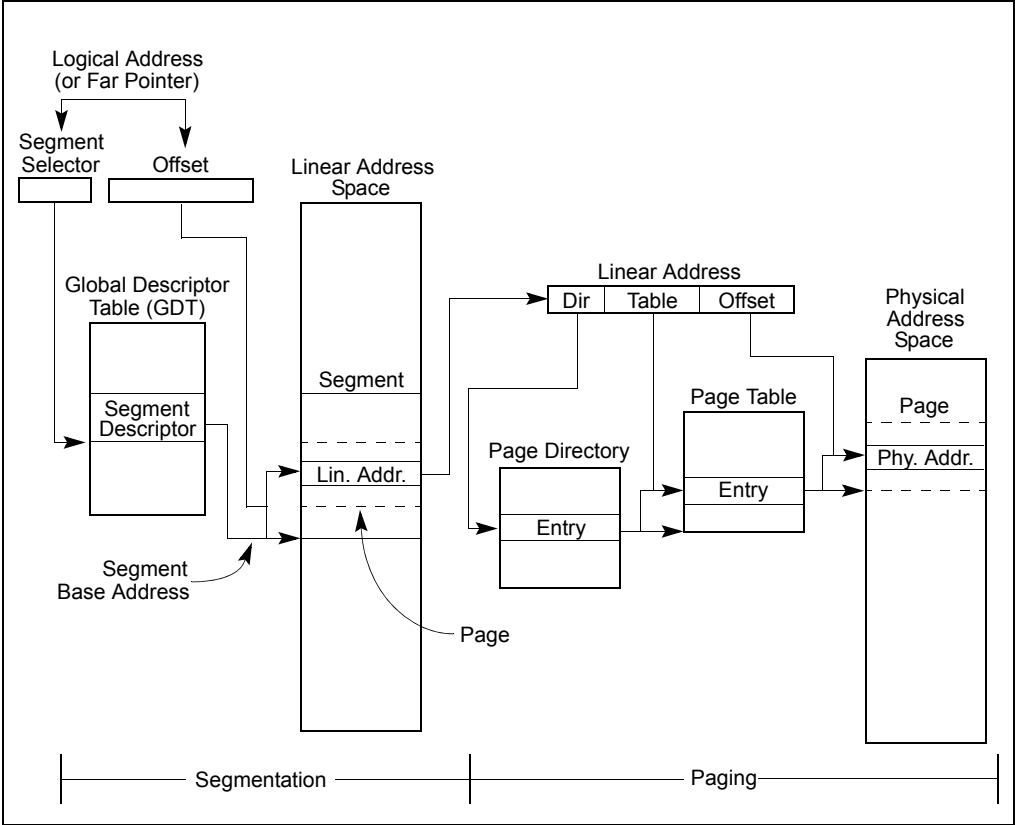 Logical Address
(or Far Pointer)
Segment
Selector
Offset
Linear Address
Space
Global Descriptor
Table (GDT)
Segment
Descriptor
Segment
Lin. Addr.
Segment
Base Address
Page
Linear Address
Dir Table Offset
Page Directory
Entry
Page Table
Entry
Physical
Address
Space
Page
Phy. Addr.
Segmentation
Paging